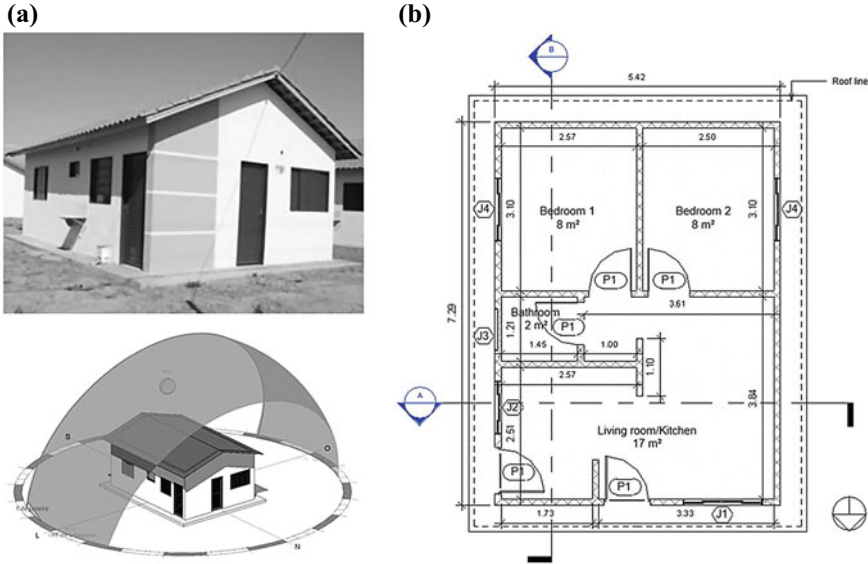 (a)
(b)
B
5.42
Roof line
2.57
2.50
J4
3.10
Bedroom 1
8 m²
Bedroom 2
8 m²
3.10
J4
P1
P1
7.29
3.61
Bathroom
2 m²
P1
J3
1.21
1.45
1.00
1.10
2.57
A
J2
3.84
2.51
Living room/Kitchen
17 m²
P1
P1
1.73
3.33
J1
S
O
L
N